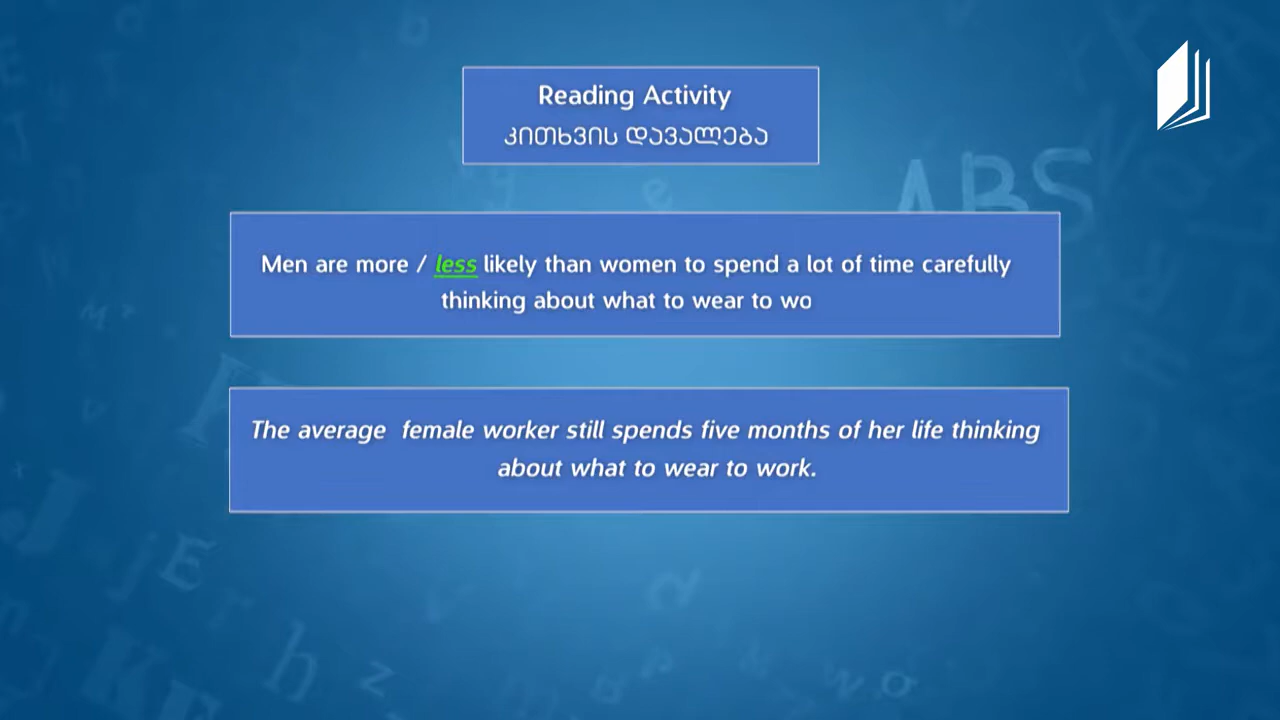 Reading Activity
კითხვის დავალება
Men are more / less likely than women to spend a lot of time carefully
thinking about what to wear to wo
The average female worker still spends five months of her life thinking
about what to wear to work.
ABS